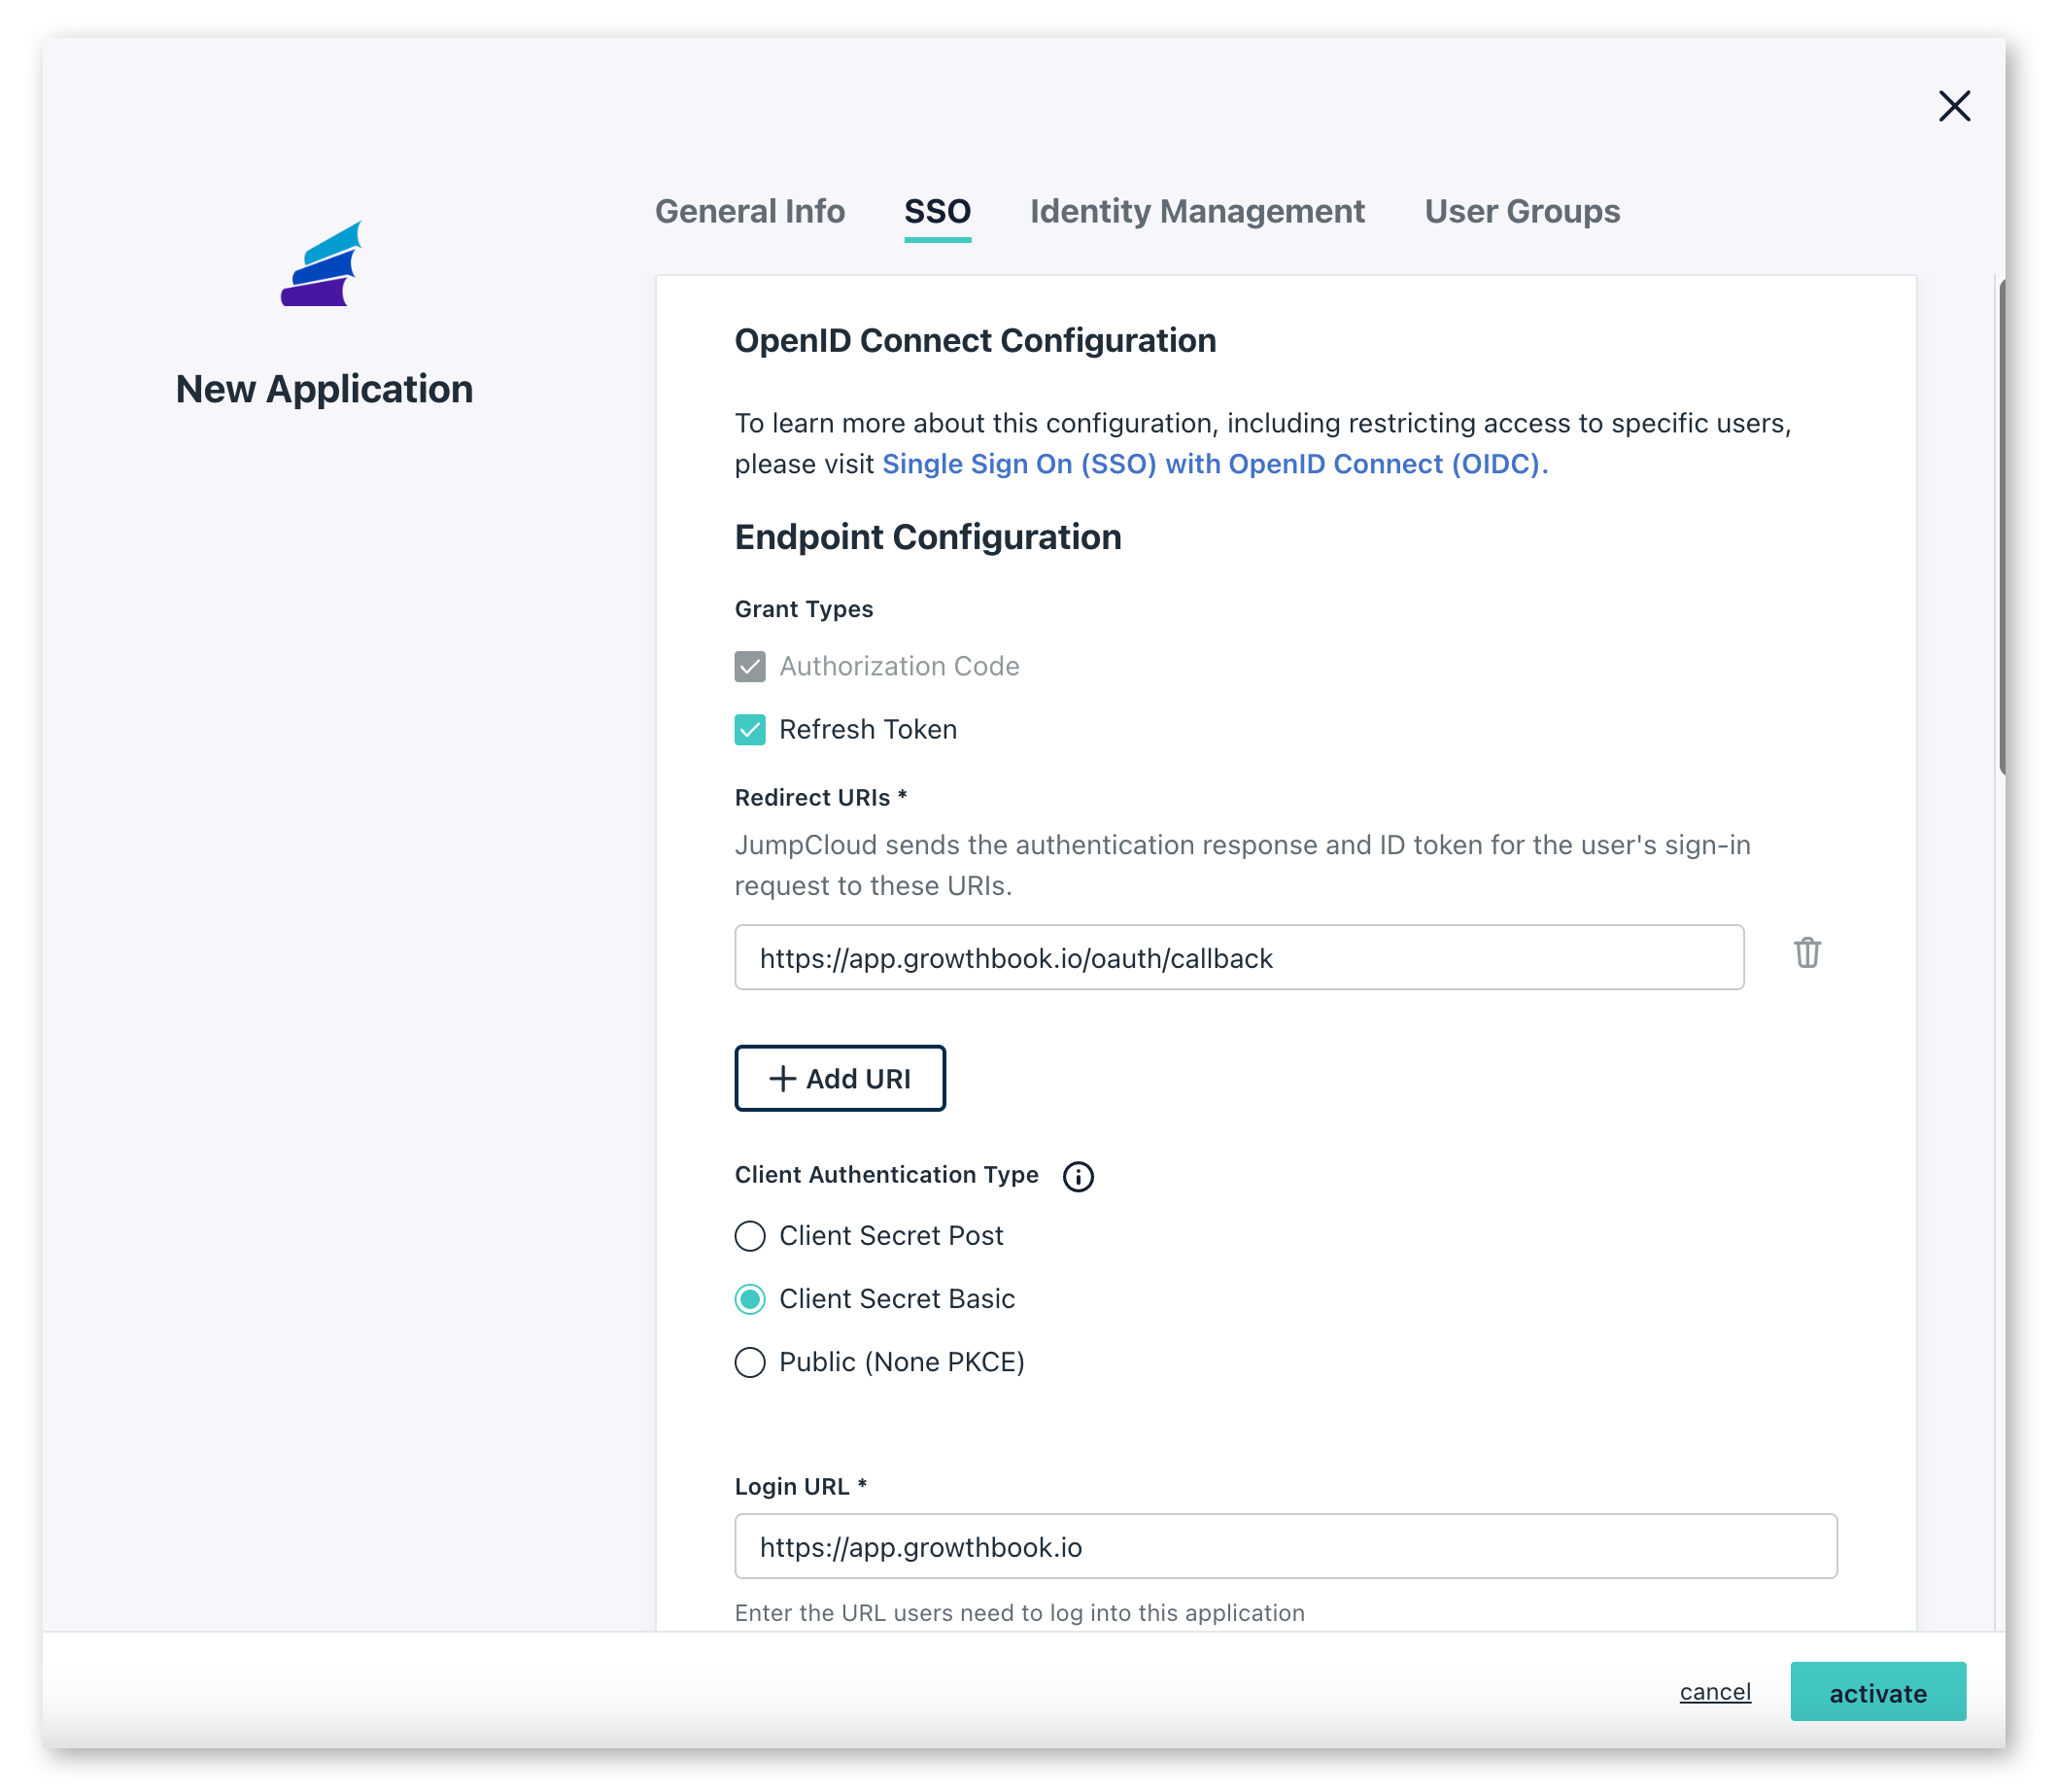 General Info SSO Identity Management User Groups
New Application
OpenID Connect Configuration
To learn more about this configuration, including restricting access to specific users,
please visit Single Sign On (SSO) with OpenID Connect (OIDC).
Endpoint Configuration
Grant Types
Authorization Code
Refresh Token
Redirect URIs *
JumpCloud sends the authentication response and ID token for the user's sign-in
request to these URIs.
https://app.growthbook.io/oauth/callback
+ Add URI
Client Authentication Type
Client Secret Post
Client Secret Basic
Public (None PKCE)
Login URL *
https://app.growthbook.io
Enter the URL users need to log into this application
cancel activate